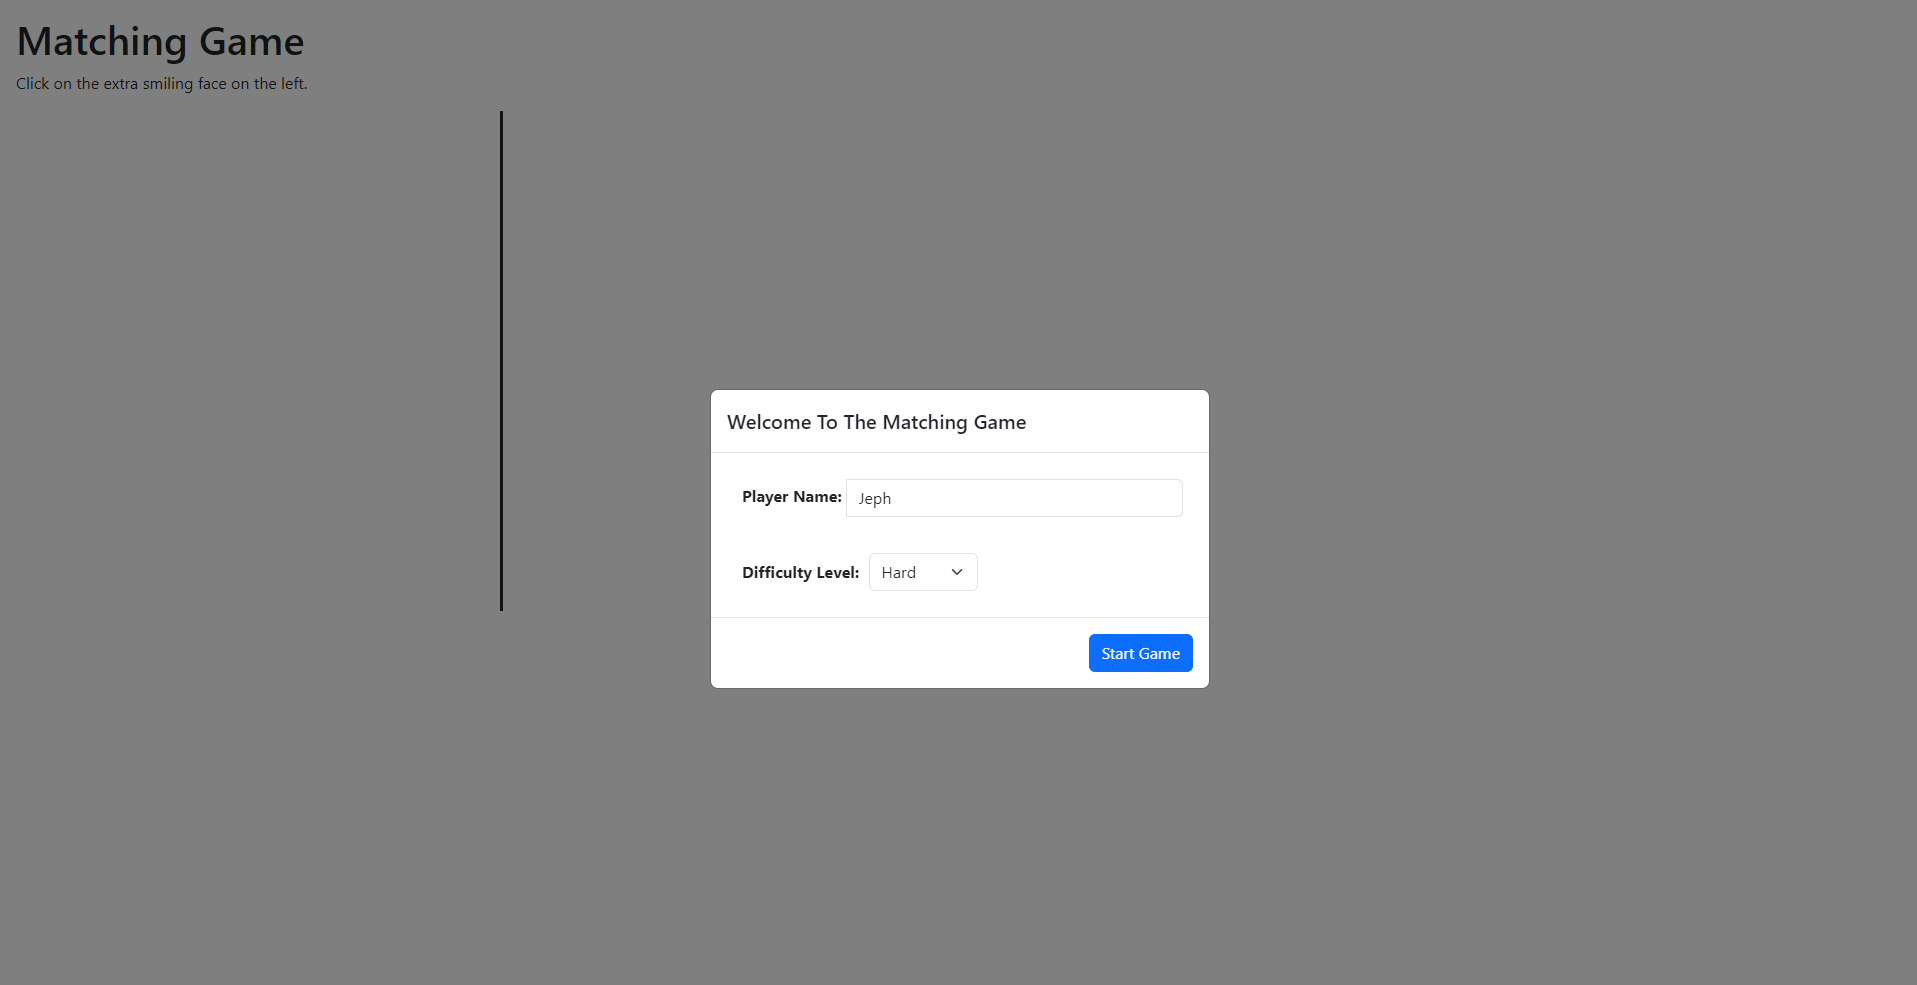 Matching Game
Click on the extra smiling face on the left.
Welcome To The Matching Game
Player Name: Jeph
Difficulty Level: Hard
Start Game